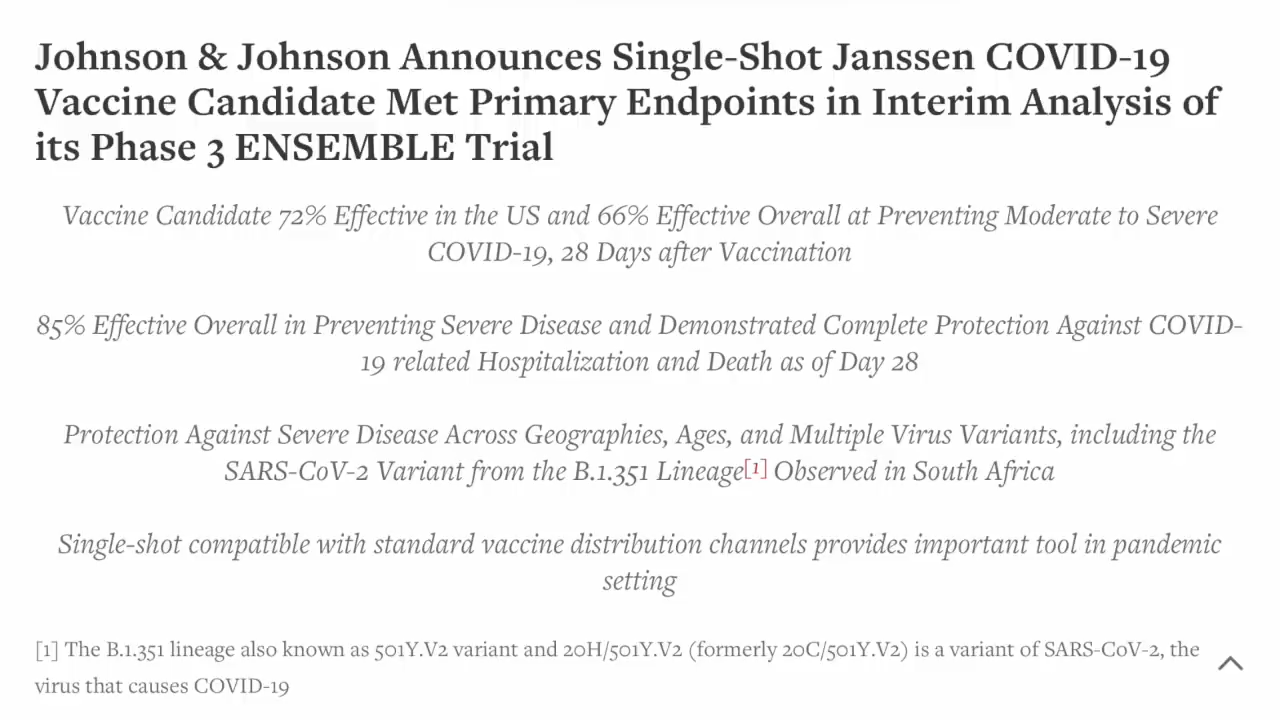 Johnson & Johnson Announces Single-Shot Janssen COVID-19
Vaccine Candidate Met Primary Endpoints in Interim Analysis of
its Phase 3 ENSEMBLE Trial
Vaccine Candidate 72% Effective in the US and 66% Effective Overall at Preventing Moderate to Severe
COVID-19, 28 Days after Vaccination
85% Effective Overall in Preventing Severe Disease and Demonstrated Complete Protection Against COVID-
19 related Hospitalization and Death as of Day 28
Protection Against Severe Disease Across Geographies, Ages, and Multiple Virus Variants, including the
SARS-CoV-2 Variant from the B.1.351 Lineage[1] Observed in South Africa
Single-shot compatible with standard vaccine distribution channels provides important tool in pandemic
setting
[1] The B.1.351 lineage also known as 501Y.V2 variant and 20H/501Y.V2 (formerly 20C/501Y.V2) is a variant of SARS-CoV-2, the
virus that causes COVID-19